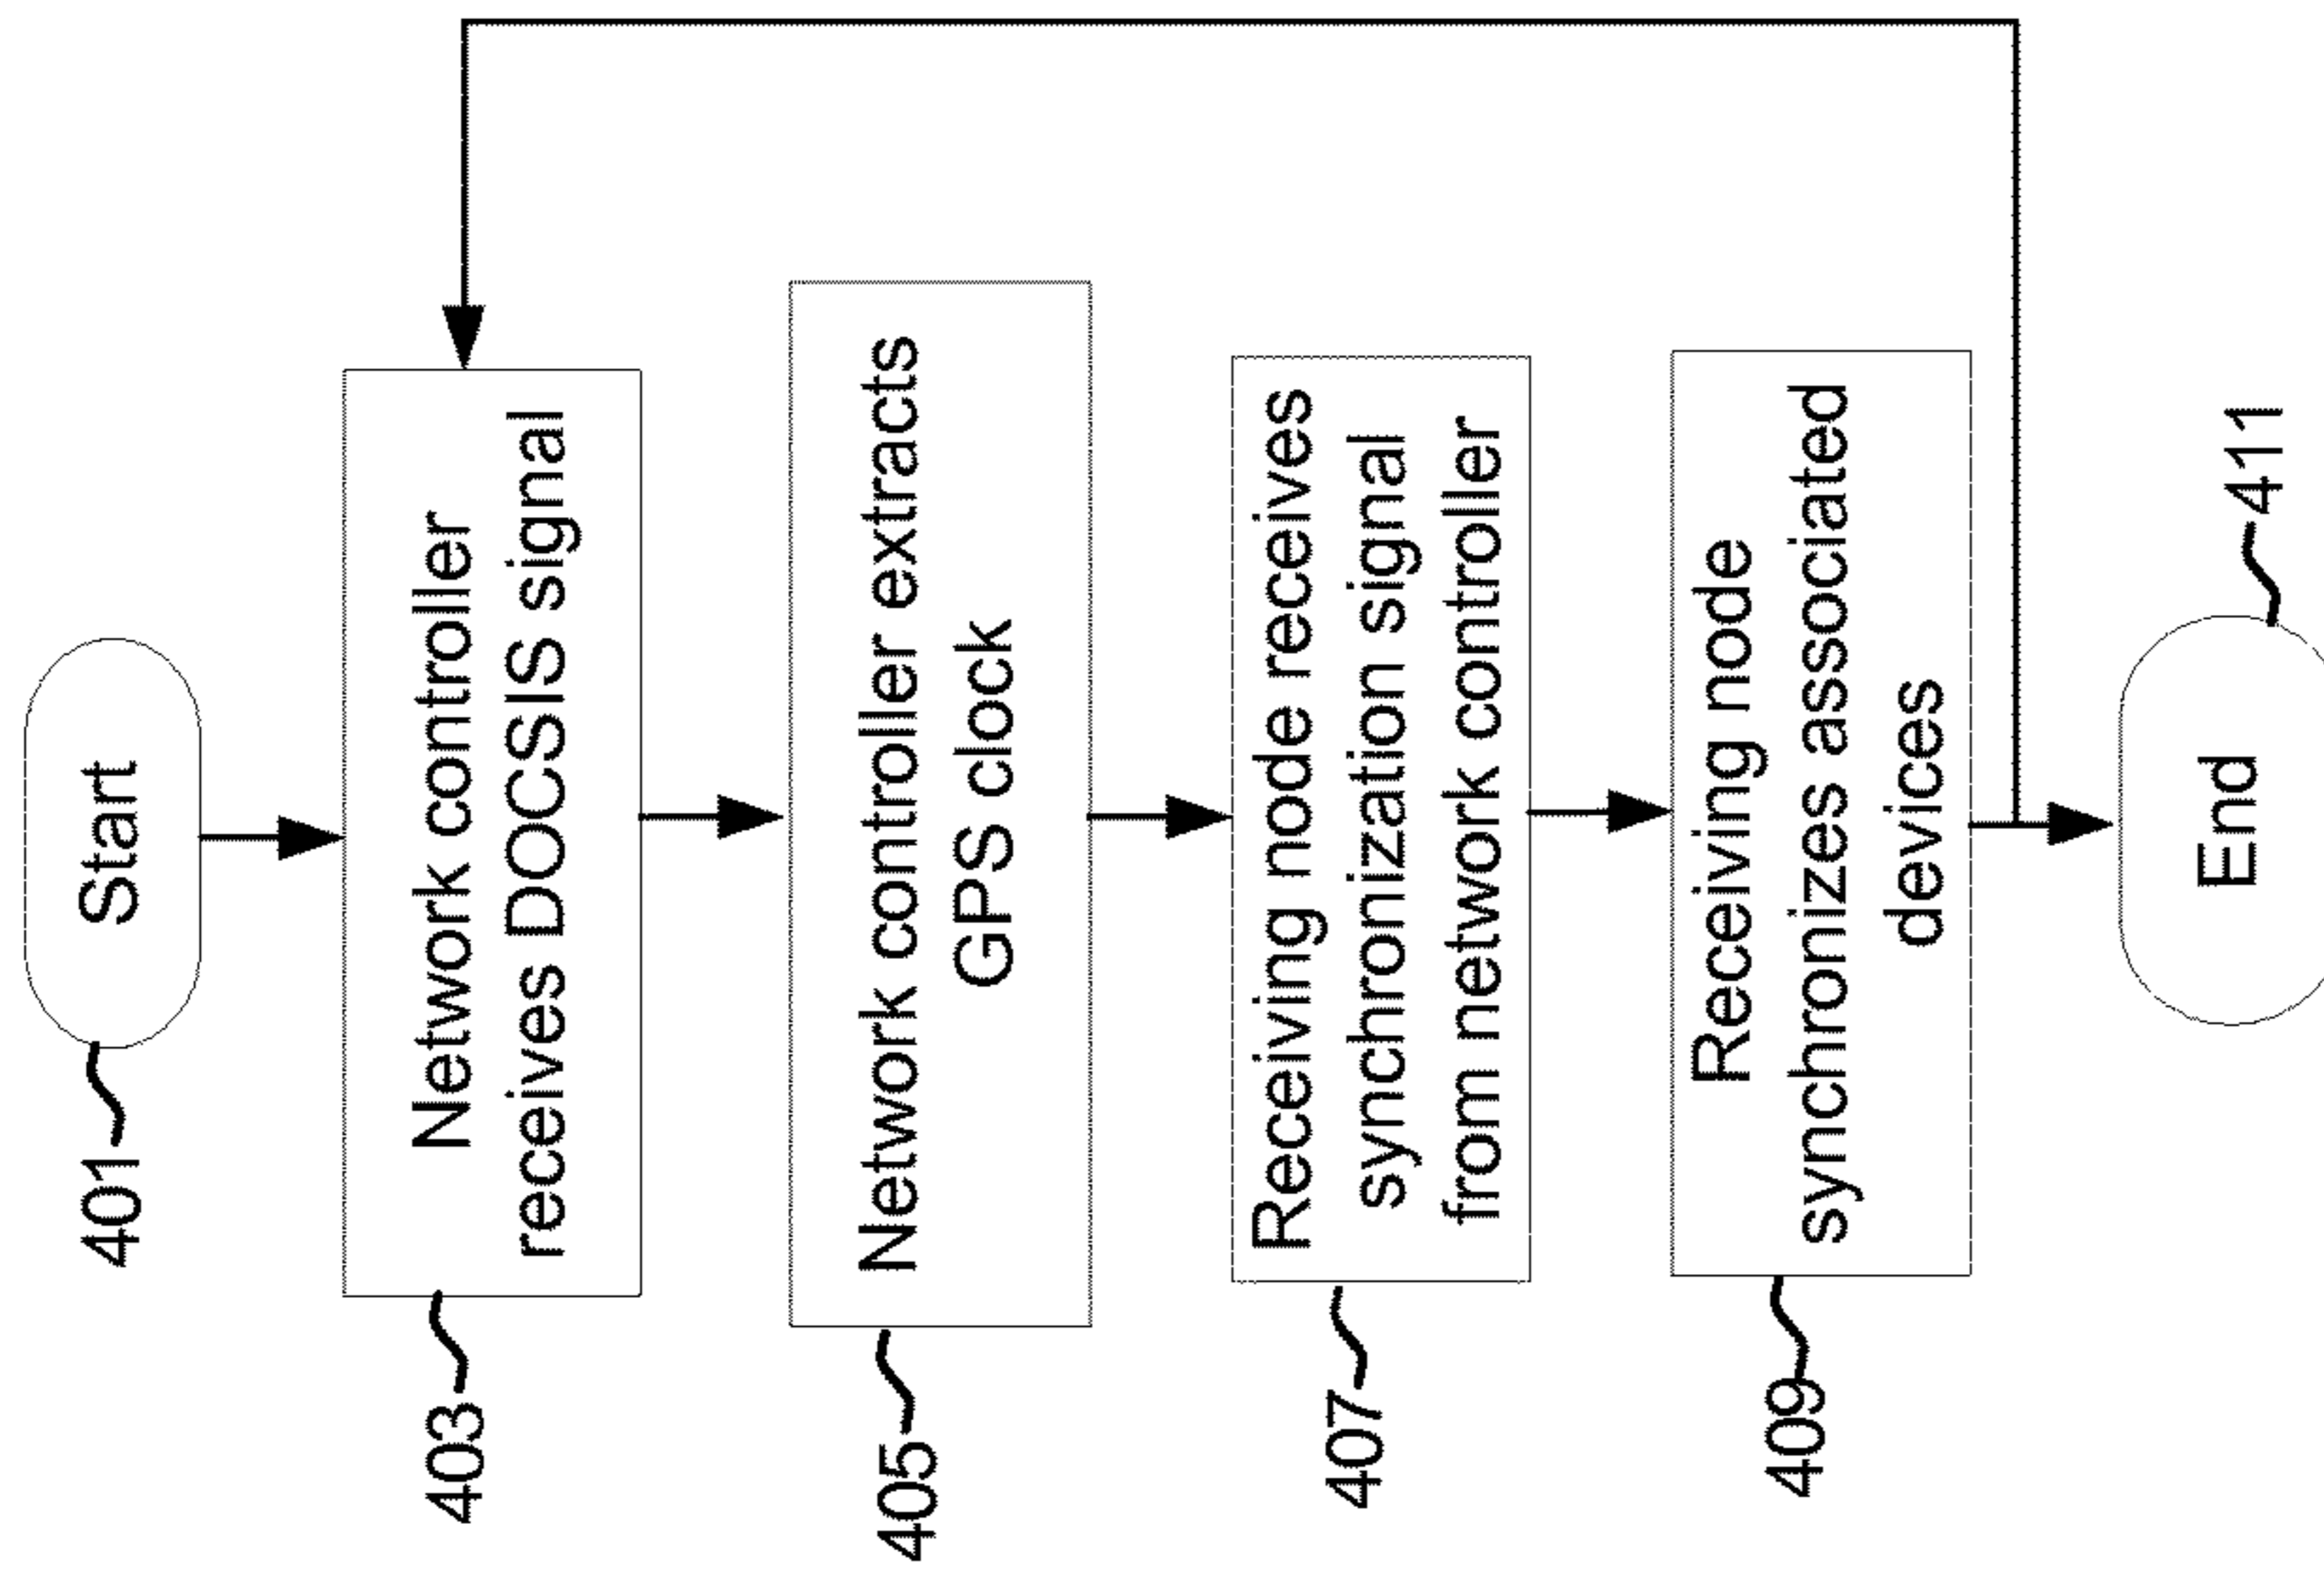 401
Start
403
Network controller
receives DOCSIS signal
405
Network controller extracts
GPS clock
407
Receiving node receives
synchronization signal
from network controller
409
Receiving node
synchronizes associated
devices
End
411